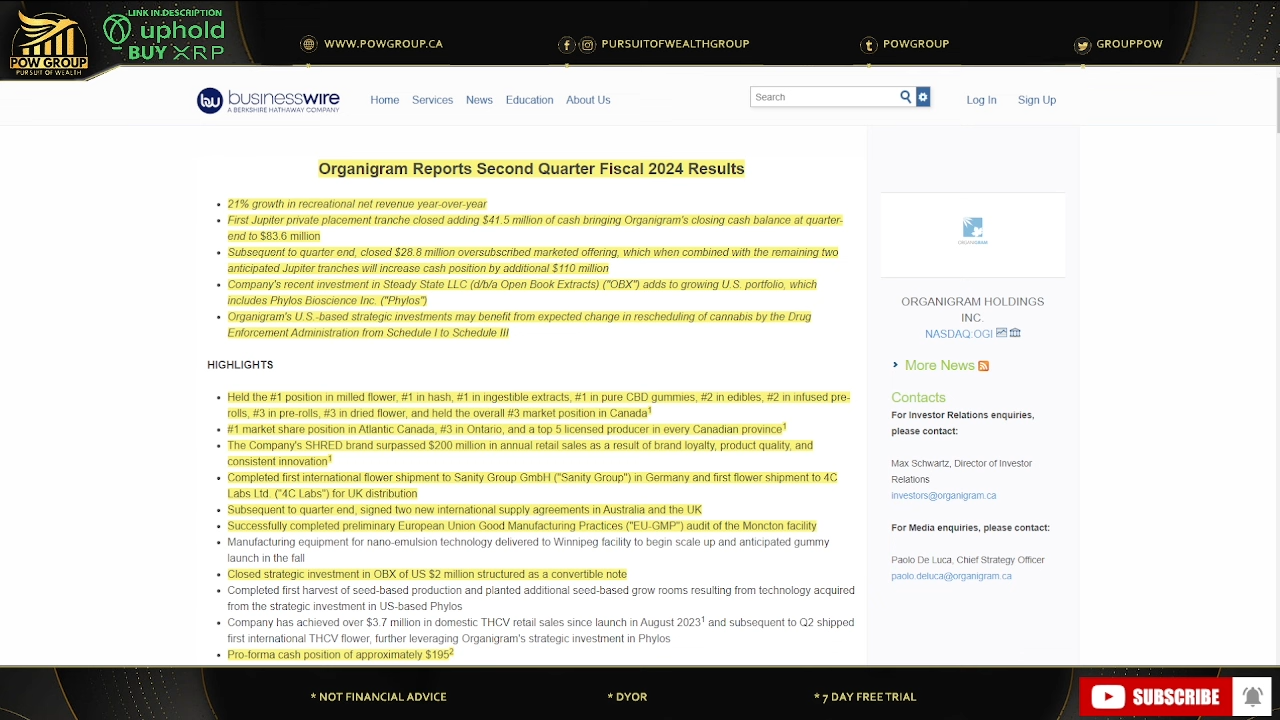 LINK IN DESCRIPTION
uphold
BUY XRP
POW GROUP
PURSUIT OF WEALTH
WWW.POWGROUP.CA
PURSUITOFWEALTHGROUP
POWGROUP
GROUPPOW
businesswire
A BERKSHIRE HATHAWAY COMPANY
Home Services News Education About Us
Search
Log In Sign Up
Organigram Reports Second Quarter Fiscal 2024 Results
• 21% growth in recreational net revenue year-over-year
• First Jupiter private placement tranche closed adding $41.5 million of cash bringing Organigram's closing cash balance at quarter-
end to $83.6 million
• Subsequent to quarter end, closed $28.8 million oversubscribed marketed offering, which when combined with the remaining two
anticipated Jupiter tranches will increase cash position by additional $110 million
• Company's recent investment in Steady State LLC (d/b/a Open Book Extracts) ("OBX") adds to growing U.S. portfolio, which
includes Phylos Bioscience Inc. ("Phylos")
• Organigram's U.S.-based strategic investments may benefit from expected change in rescheduling of cannabis by the Drug
Enforcement Administration from Schedule I to Schedule III
HIGHLIGHTS
• Held the #1 position in milled flower, #1 in hash, #1 in ingestible extracts, #1 in pure CBD gummies, #2 in edibles, #2 in infused pre-
rolls, #3 in pre-rolls, #3 in dried flower, and held the overall #3 market position in Canada1
• #1 market share position in Atlantic Canada, #3 in Ontario, and a top 5 licensed producer in every Canadian province1
• The Company's SHRED brand surpassed $200 million in annual retail sales as a result of brand loyalty, product quality, and
consistent innovation1
• Completed first international flower shipment to Sanity Group GmbH ("Sanity Group") in Germany and first flower shipment to 4C
Labs Ltd. ("4C Labs") for UK distribution
• Subsequent to quarter end, signed two new international supply agreements in Australia and the UK
• Successfully completed preliminary European Union Good Manufacturing Practices ("EU-GMP") audit of the Moncton facility
• Manufacturing equipment for nano-emulsion technology delivered to Winnipeg facility to begin scale up and anticipated gummy
launch in the fall
• Closed strategic investment in OBX of US $2 million structured as a convertible note
• Completed first harvest of seed-based production and planted additional seed-based grow rooms resulting from technology acquired
from the strategic investment in US-based Phylos
• Company has achieved over $3.7 million in domestic THCV retail sales since launch in August 20231 and subsequent to Q2 shipped
first international THCV flower, further leveraging Organigram's strategic investment in Phylos
• Pro-forma cash position of approximately $1952
ORGANIGRAM
ORGANIGRAM HOLDINGS
INC.
NASDAQ:OGI
More News
Contacts
For Investor Relations enquiries,
please contact:
Max Schwartz, Director of Investor
Relations
investors@organigram.ca
For Media enquiries, please contact:
Paolo De Luca, Chief Strategy Officer
paolo.deluca@organigram.ca
* NOT FINANCIAL ADVICE
* DYOR
* 7 DAY FREE TRIAL
SUBSCRIBE